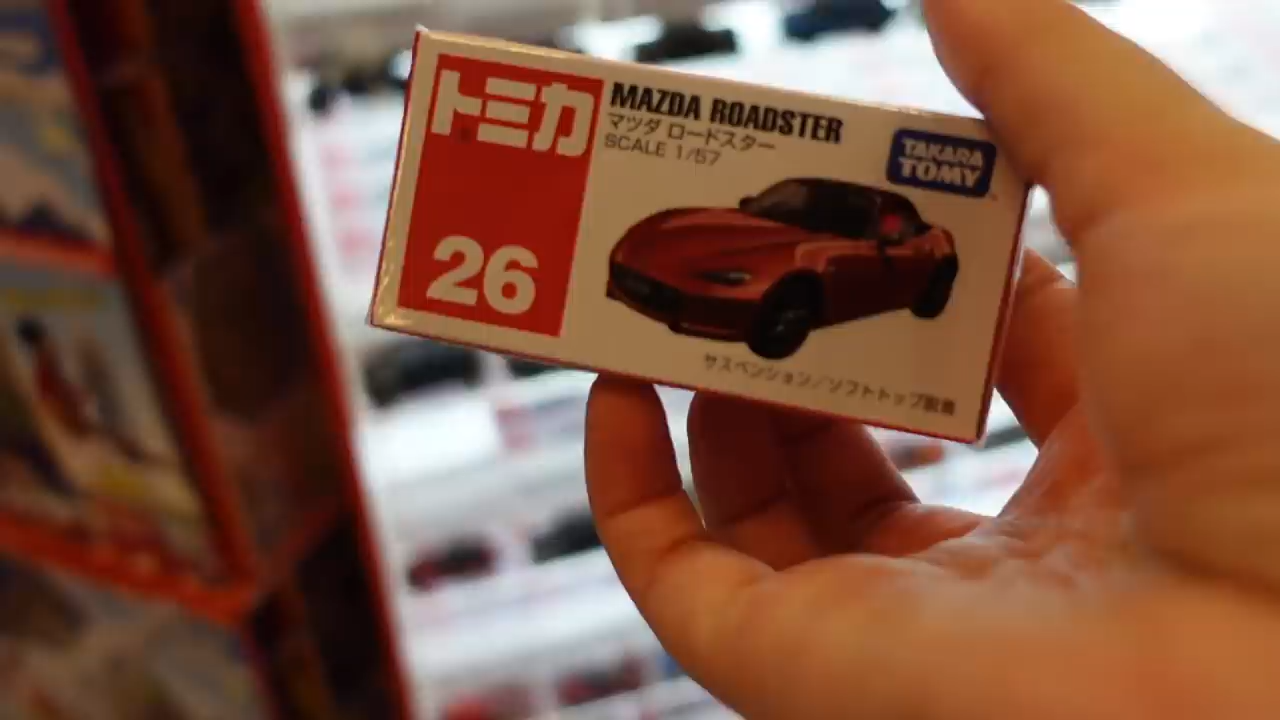 トミカ
26
MAZDA ROADSTER
マツダ ロードスター
SCALE 1/57
TAKARA
TOMY
サスペンション/ソフトトップ脱着